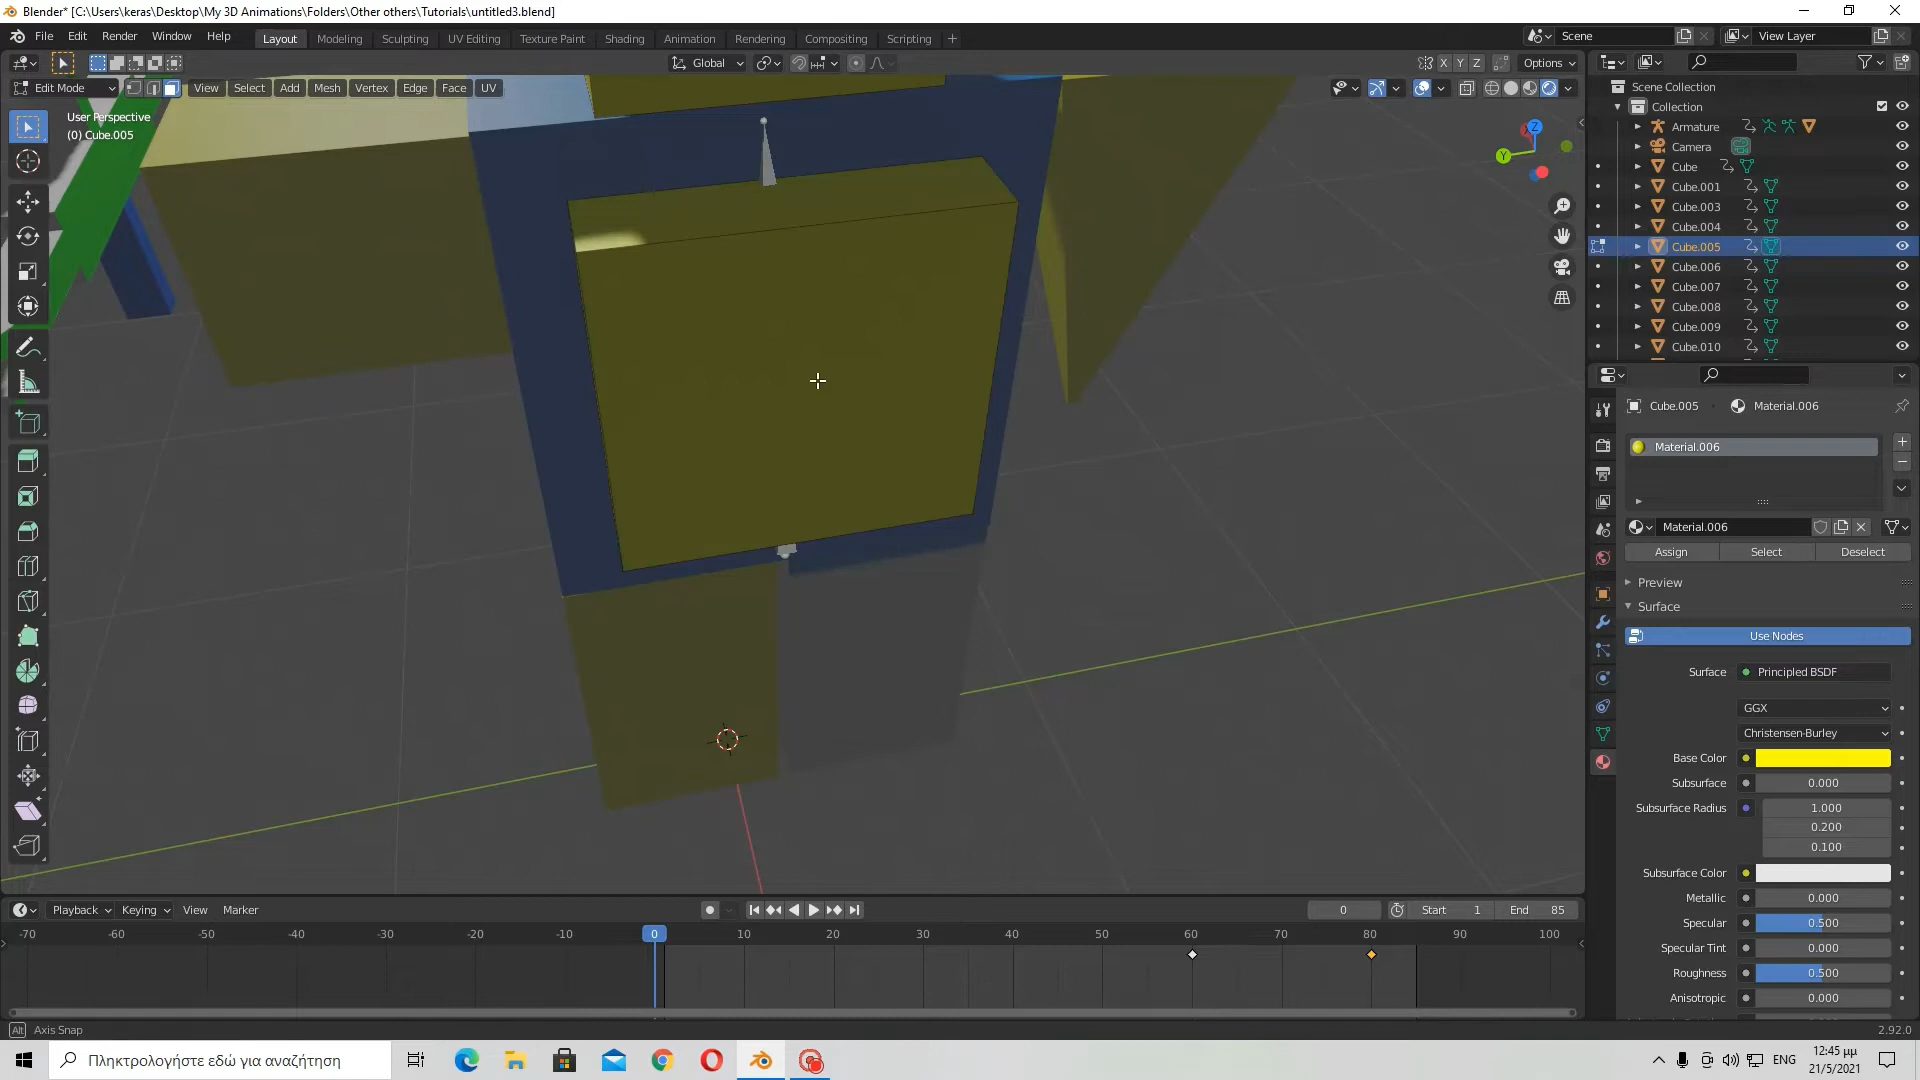 Blender* [C:\Users\keras\Desktop\My 3D Animations\Folders\Other others\Tutorials\untitled3.blend]
File Edit Render Window Help Layout Modeling Sculpting UV Editing Texture Paint Shading Animation Rendering Compositing Scripting + Scene View Layer
Global X Y Z Options
Edit Mode View Select Add Mesh Vertex Edge Face UV
User Perspective
(0) Cube.005
Z
Y
Scene Collection
Collection
Armature
Camera
Cube
Cube.001
Cube.003
Cube.004
Cube.005
Cube.006
Cube.007
Cube.008
Cube.009
Cube.010
Cube.005 Material.006
Material.006
Material.006
Assign Select Deselect
Preview
Surface
Use Nodes
Surface Principled BSDF
GGX
Christensen-Burley
Base Color
Subsurface 0.000
Subsurface Radius 1.000
0.200
0.100
Subsurface Color
Metallic 0.000
Specular 0.500
Specular Tint 0.000
Roughness 0.500
Anisotropic 0.000
Playback Keying View Marker 0 Start 1 End 85
-70 -60 -50 -40 -30 -20 -10 0 10 20 30 40 50 60 70 80 90 100
Alt Axis Snap 2.92.0
Πληκτρολογήστε εδώ για αναζήτηση ENG 12:45 μμ
21/5/2021